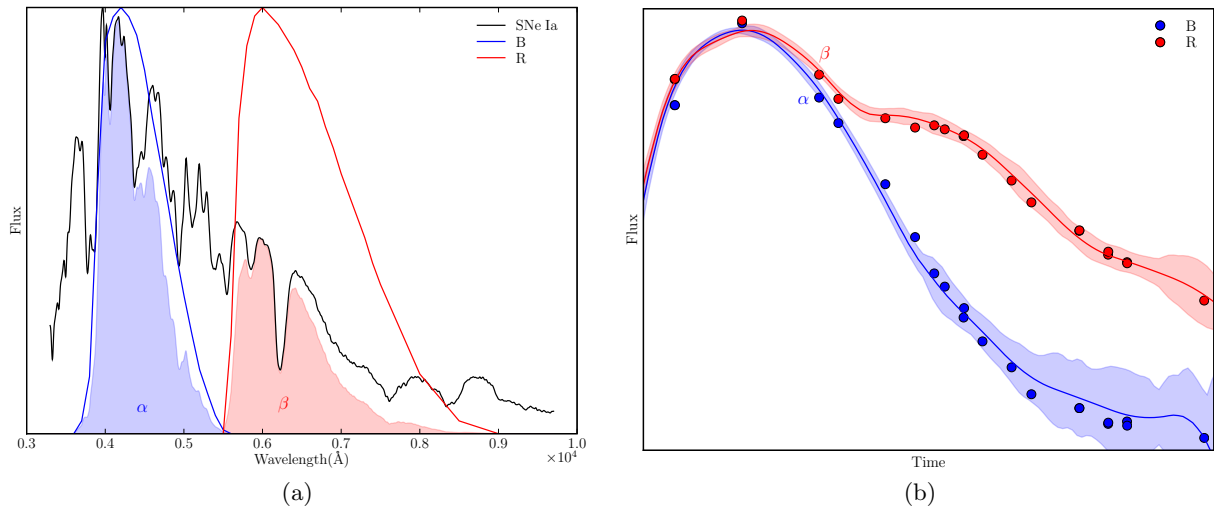 SNe Ia
B
R
Flux
α
β
0.3 0.4 0.5 0.6 0.7 0.8 0.9 1.0
Wavelength(Å)
×10⁴
(a)
B
R
β
α
Flux
Time
(b)